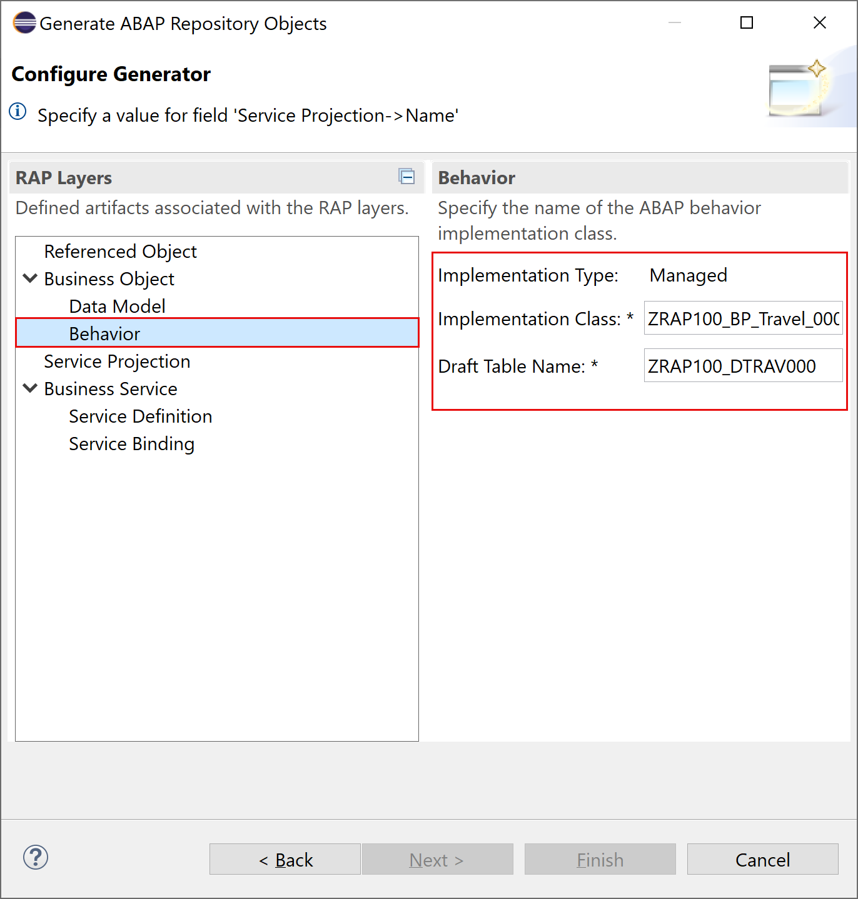 Generate ABAP Repository Objects
Configure Generator
Specify a value for field 'Service Projection->Name'
RAP Layers
Defined artifacts associated with the RAP layers.
Referenced Object
Business Object
Data Model
Behavior
Service Projection
Business Service
Service Definition
Service Binding
Behavior
Specify the name of the ABAP behavior
implementation class.
Implementation Type: Managed
Implementation Class: * ZRAP100_BP_Travel_000
Draft Table Name: * ZRAP100_DTRAV000
? < Back Next > Finish Cancel